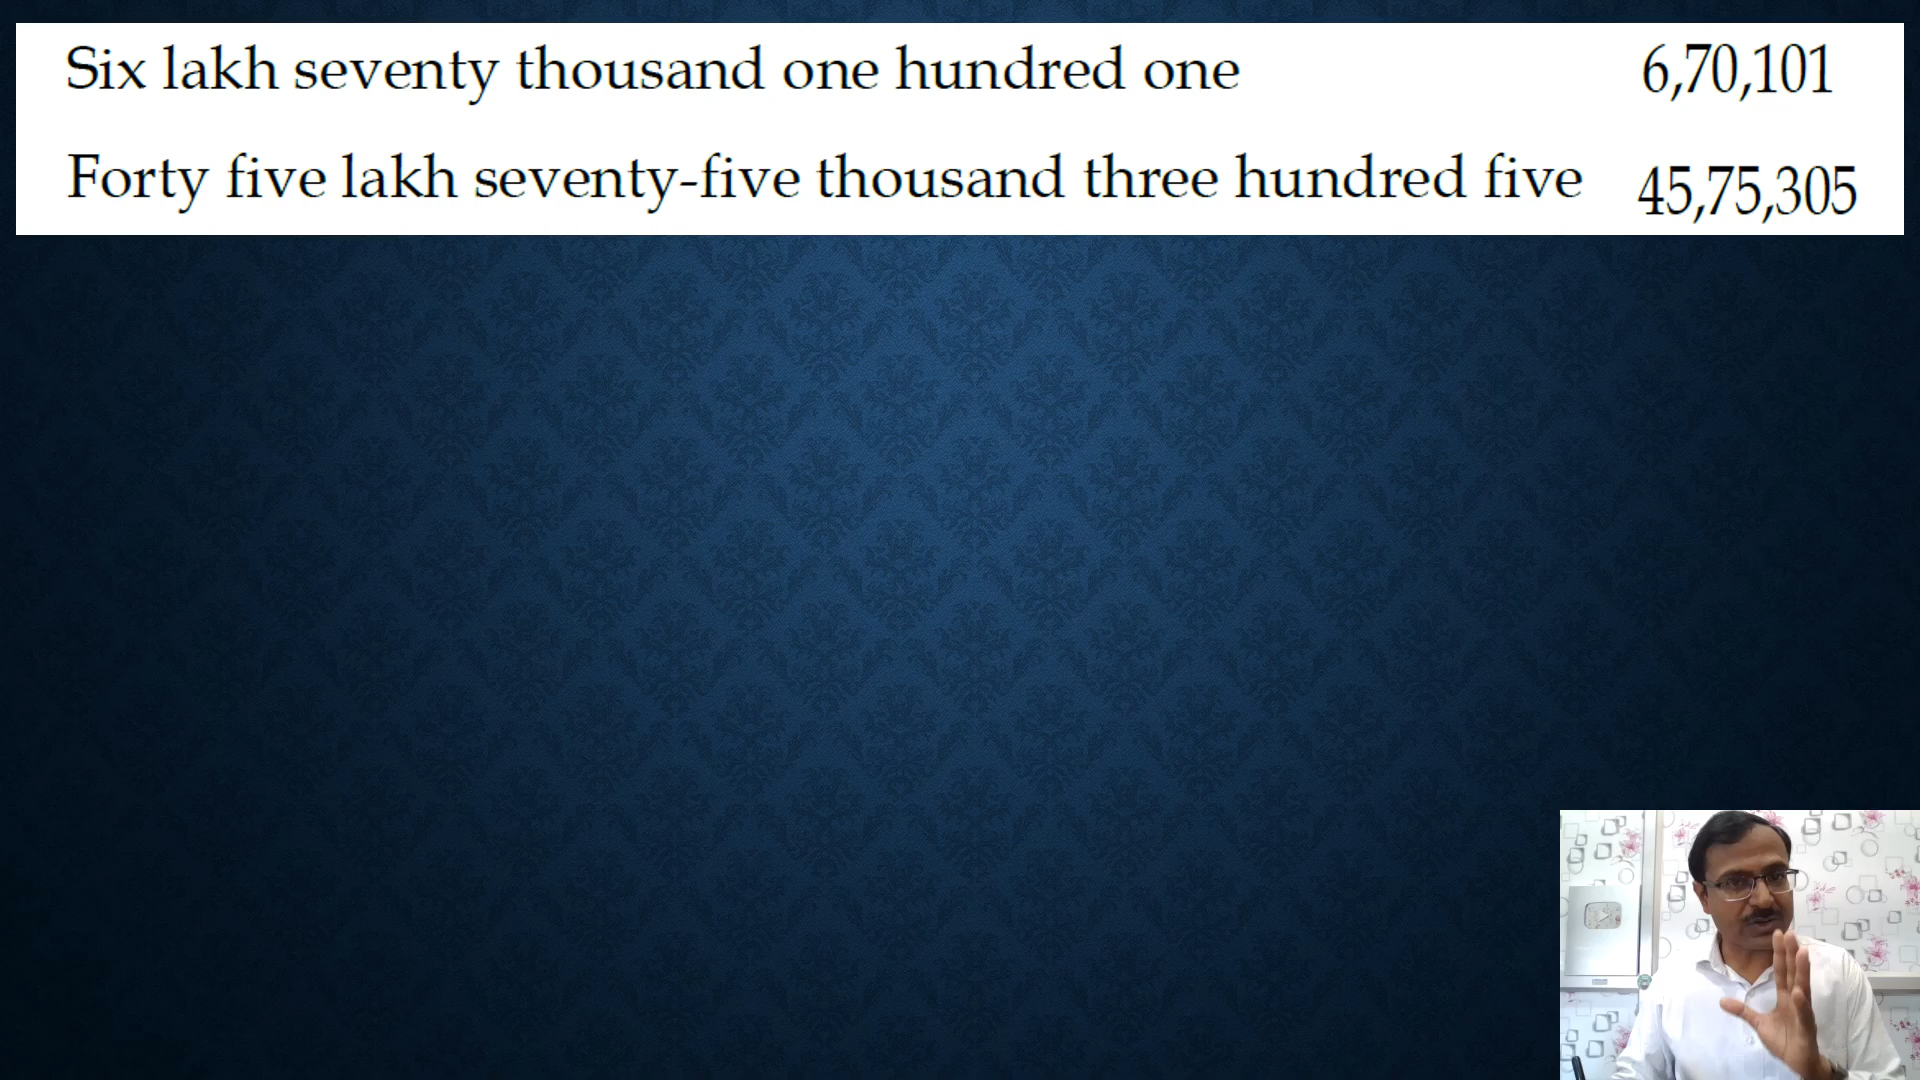 Six lakh seventy thousand one hundred one 6,70,101
Forty five lakh seventy-five thousand three hundred five 45,75,305